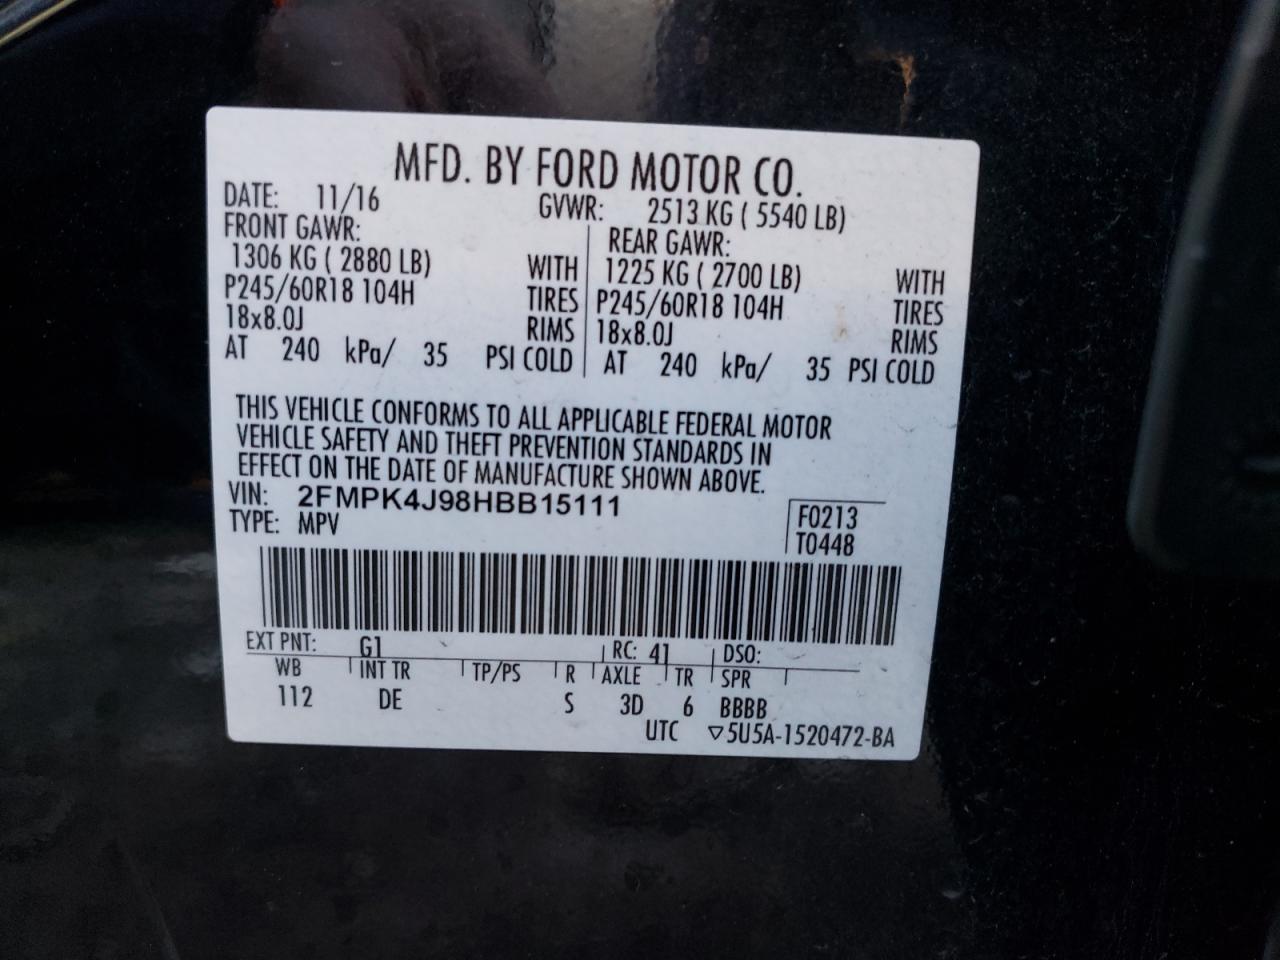 MFD. BY FORD MOTOR CO.
DATE: 11/16 GVWR: 2513 KG ( 5540 LB)
FRONT GAWR: REAR GAWR:
1306 KG ( 2880 LB) WITH 1225 KG ( 2700 LB) WITH
P245/60R18 104H TIRES P245/60R18 104H TIRES
18x8.0J RIMS 18x8.0J RIMS
AT 240 kPa/ 35 PSI COLD AT 240 kPa/ 35 PSI COLD
THIS VEHICLE CONFORMS TO ALL APPLICABLE FEDERAL MOTOR
VEHICLE SAFETY AND THEFT PREVENTION STANDARDS IN
EFFECT ON THE DATE OF MANUFACTURE SHOWN ABOVE.
VIN: 2FMPK4J98HBB15111
TYPE: MPV F0213
T0448
EXT PNT: G1 RC: 41 DSO:
WB INT TR TP/PS R AXLE TR SPR
112 DE S 3D 6 BBBB
UTC ▽5U5A-1520472-BA